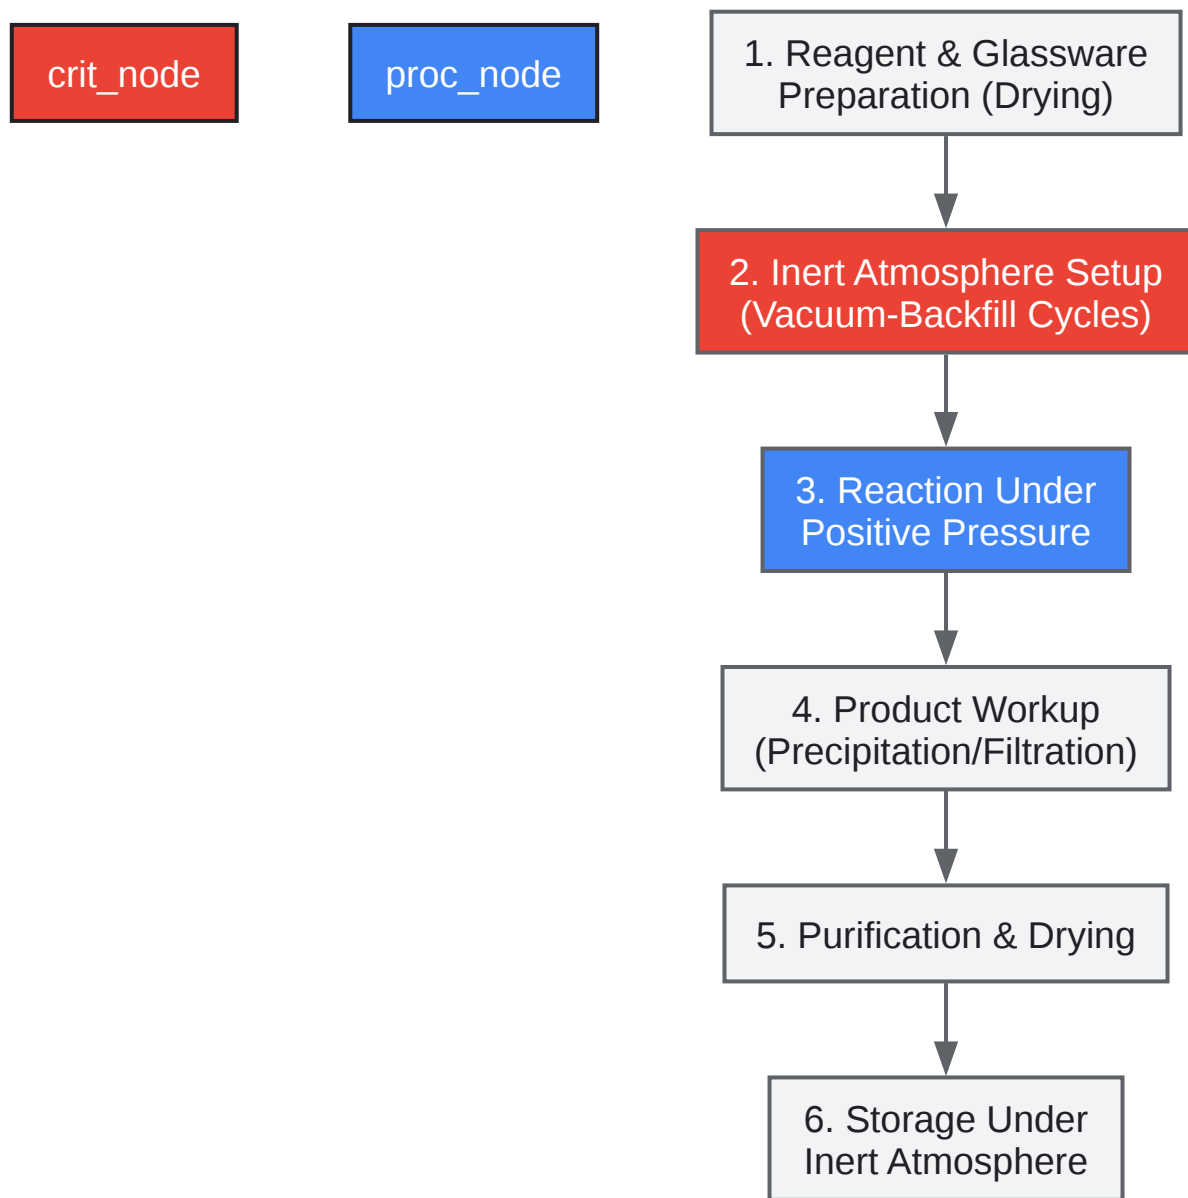 crit_node
proc_node
1. Reagent & Glassware
Preparation (Drying)
2. Inert Atmosphere Setup
(Vacuum-Backfill Cycles)
3. Reaction Under
Positive Pressure
4. Product Workup
(Precipitation/Filtration)
5. Purification & Drying
6. Storage Under
Inert Atmosphere